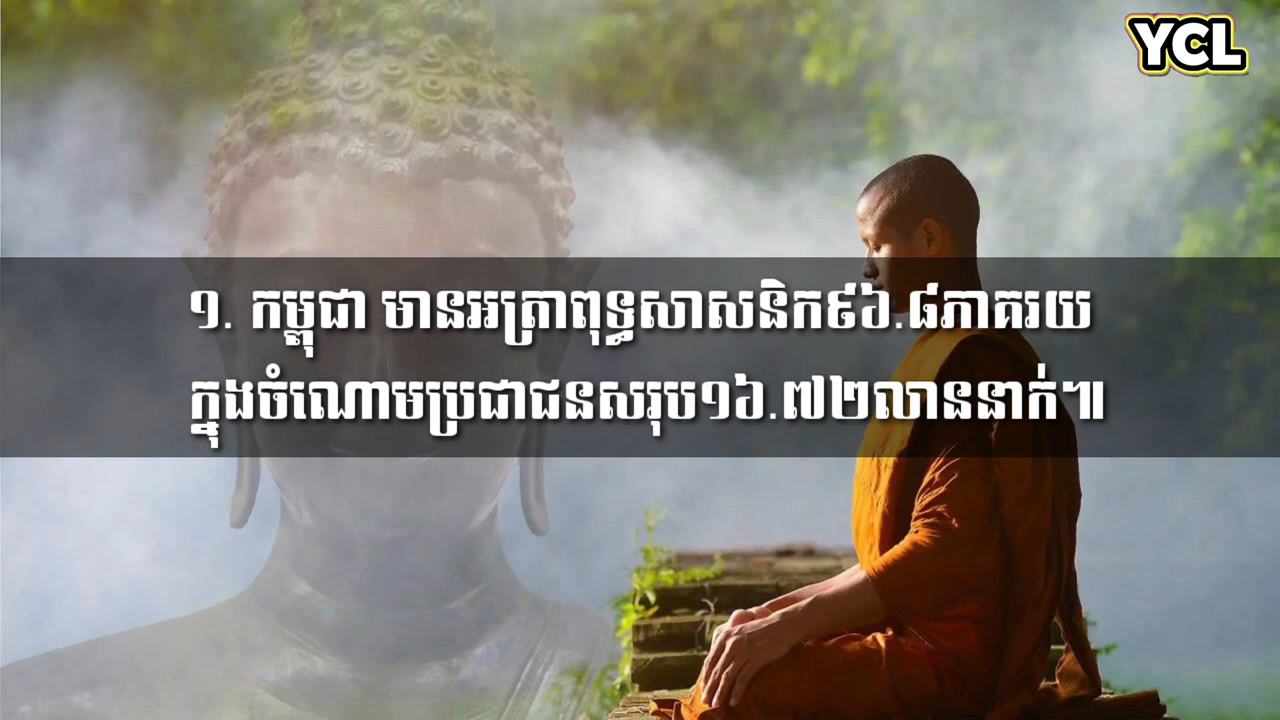 YCL
១. កម្ពុជា មានអត្រាពុទ្ធសាសនិក៩៦.៨ភាគរយ
ក្នុងចំណោមប្រជាជនសរុប១៦.៧២លាននាក់៕